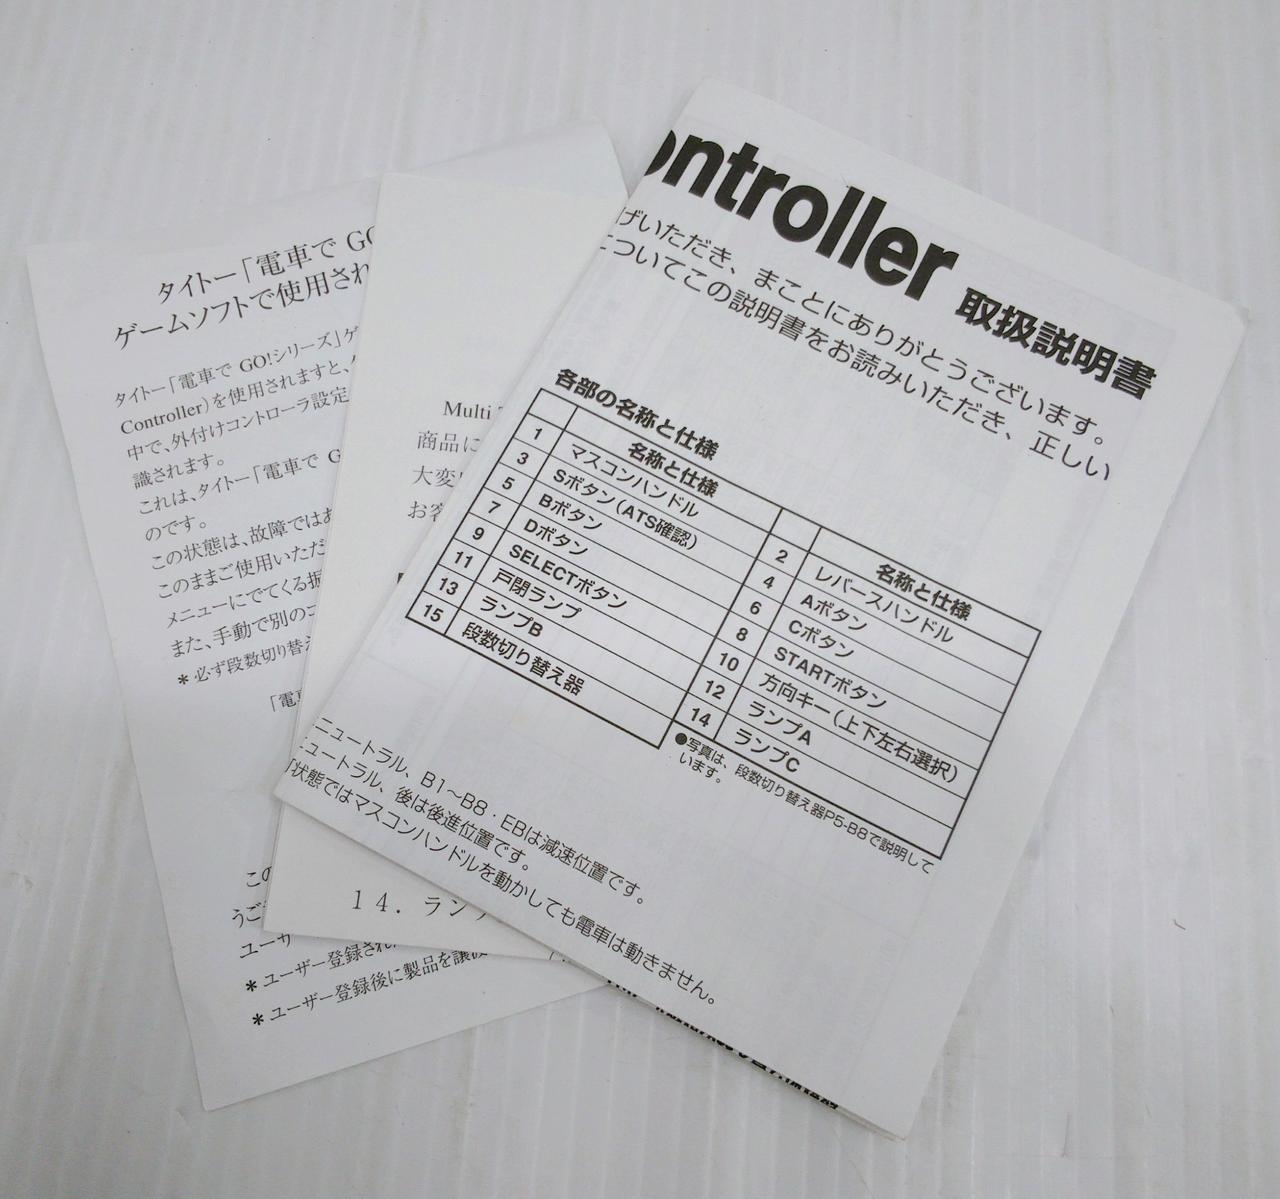 タイトー「電車で GO
ゲームソフトで使用され
タイトー「電車で GO!シリーズ」ゲ
Controller)を使用されますと、
中で、外付けコントローラ設定
識されます。
これは、タイトー「電車で G
のです。
この状態は、故障ではあ
このままご使用いただ
メニューにでてくる振
また、手動で別のコ
*必ず段数切り替え
「電車
この
うご
ユーザ
*ユーザー登録され
*ユーザー登録後に製品を譲渡
Multi
商品に
大変
お客
14. ラン
ontroller 取扱説明書
げいただき、まことにありがとうございます。
についてこの説明書をお読みいただき、正しい
各部の名称と仕様
名称と仕様 名称と仕様
1 マスコンハンドル 2 レバースハンドル
3 Sボタン(ATS確認) 4 Aボタン
5 Bボタン 6 Cボタン
7 Dボタン 8 STARTボタン
9 SELECTボタン 10 方向キー(上下左右選択)
11 戸閉ランプ 12 ランプA
13 ランプB 14 ランプC
15 段数切り替え器
●写真は、段数切り替え器P5-B8で説明して
います。
ニュートラル、B1～B8・EBは減速位置です。
ニュートラル、後は後進位置です。
状態ではマスコンハンドルを動かしても電車は動きません。